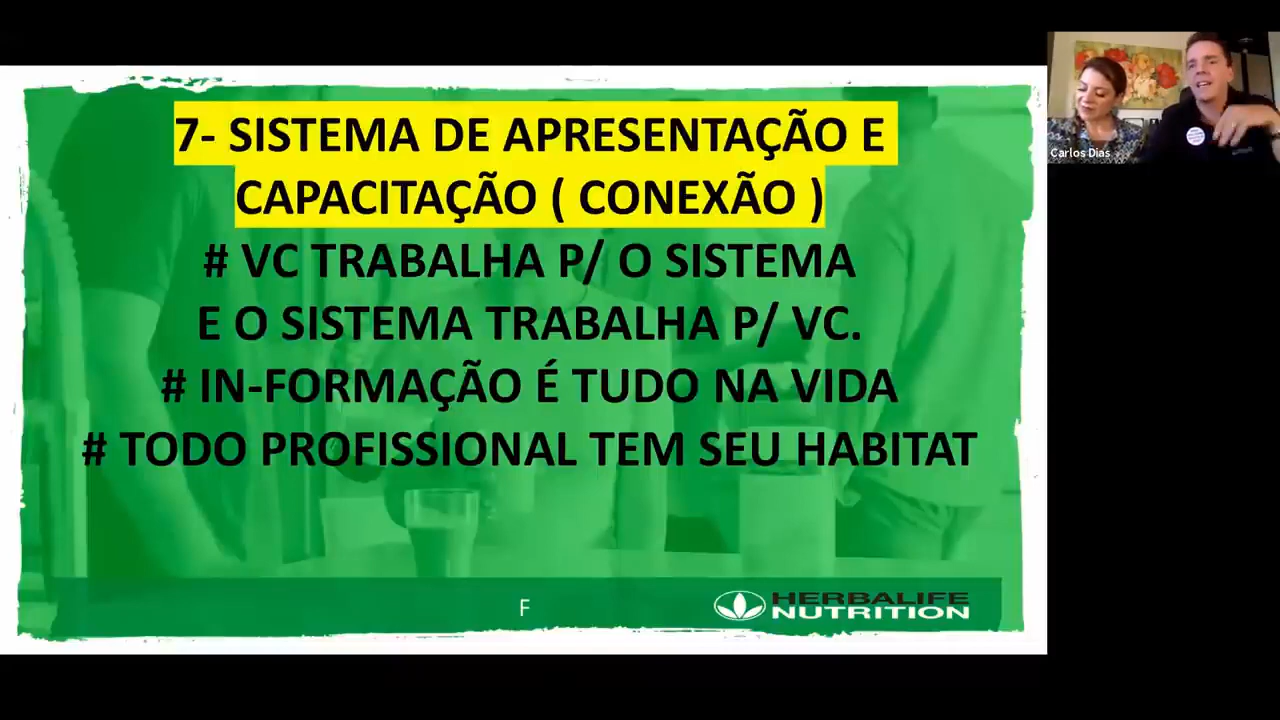 7- SISTEMA DE APRESENTAÇÃO E
CAPACITAÇÃO ( CONEXÃO )
# VC TRABALHA P/ O SISTEMA
E O SISTEMA TRABALHA P/ VC.
# IN-FORMAÇÃO É TUDO NA VIDA
# TODO PROFISSIONAL TEM SEU HABITAT
F
HERBALIFE
NUTRITION
Carlos Dias